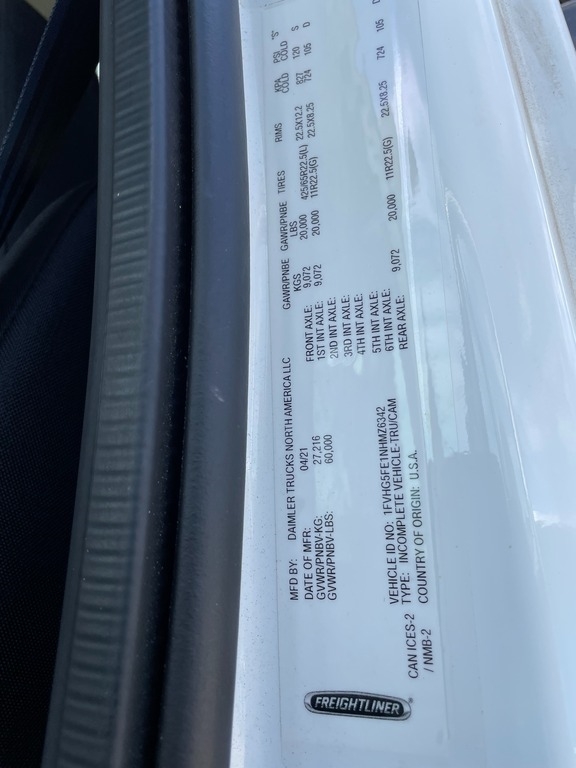 MFD BY: DAIMLER TRUCKS NORTH AMERICA LLC
DATE OF MFR: 04/21
GVWR/PNBV-KG: 27,216
GVWR/PNBV-LBS: 60,000
GAWR/PNBE KGS GAWR/PNBE LBS TIRES RIMS KPA COLD PSI COLD "S"
FRONT AXLE: 9,072 20,000 425/65R22.5(L) 22.5X12.2 827 120 S
1ST INT AXLE: 9,072 20,000 11R22.5(G) 22.5X8.25 724 105 D
2ND INT AXLE:
3RD INT AXLE:
4TH INT AXLE:
5TH INT AXLE:
6TH INT AXLE:
REAR AXLE: 9,072 20,000 11R22.5(G) 22.5X8.25 724 105 D
VEHICLE ID NO: 1FVHG5FE1NHMZ6342
TYPE: INCOMPLETE VEHICLE-TRU/CAM
COUNTRY OF ORIGIN: U.S.A.
CAN ICES-2
/ NMB-2
FREIGHTLINER